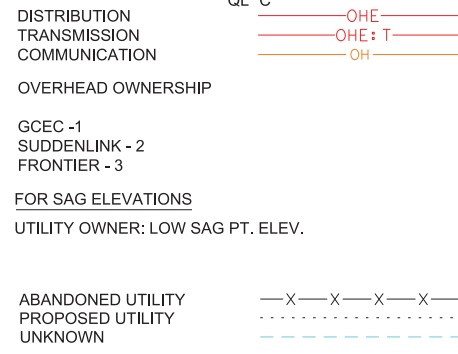 QL "C"
DISTRIBUTION OHE
TRANSMISSION OHE: T
COMMUNICATION OH
OVERHEAD OWNERSHIP
GCEC -1
SUDDENLINK - 2
FRONTIER - 3
FOR SAG ELEVATIONS
UTILITY OWNER: LOW SAG PT. ELEV.
ABANDONED UTILITY X X X X
PROPOSED UTILITY
UNKNOWN